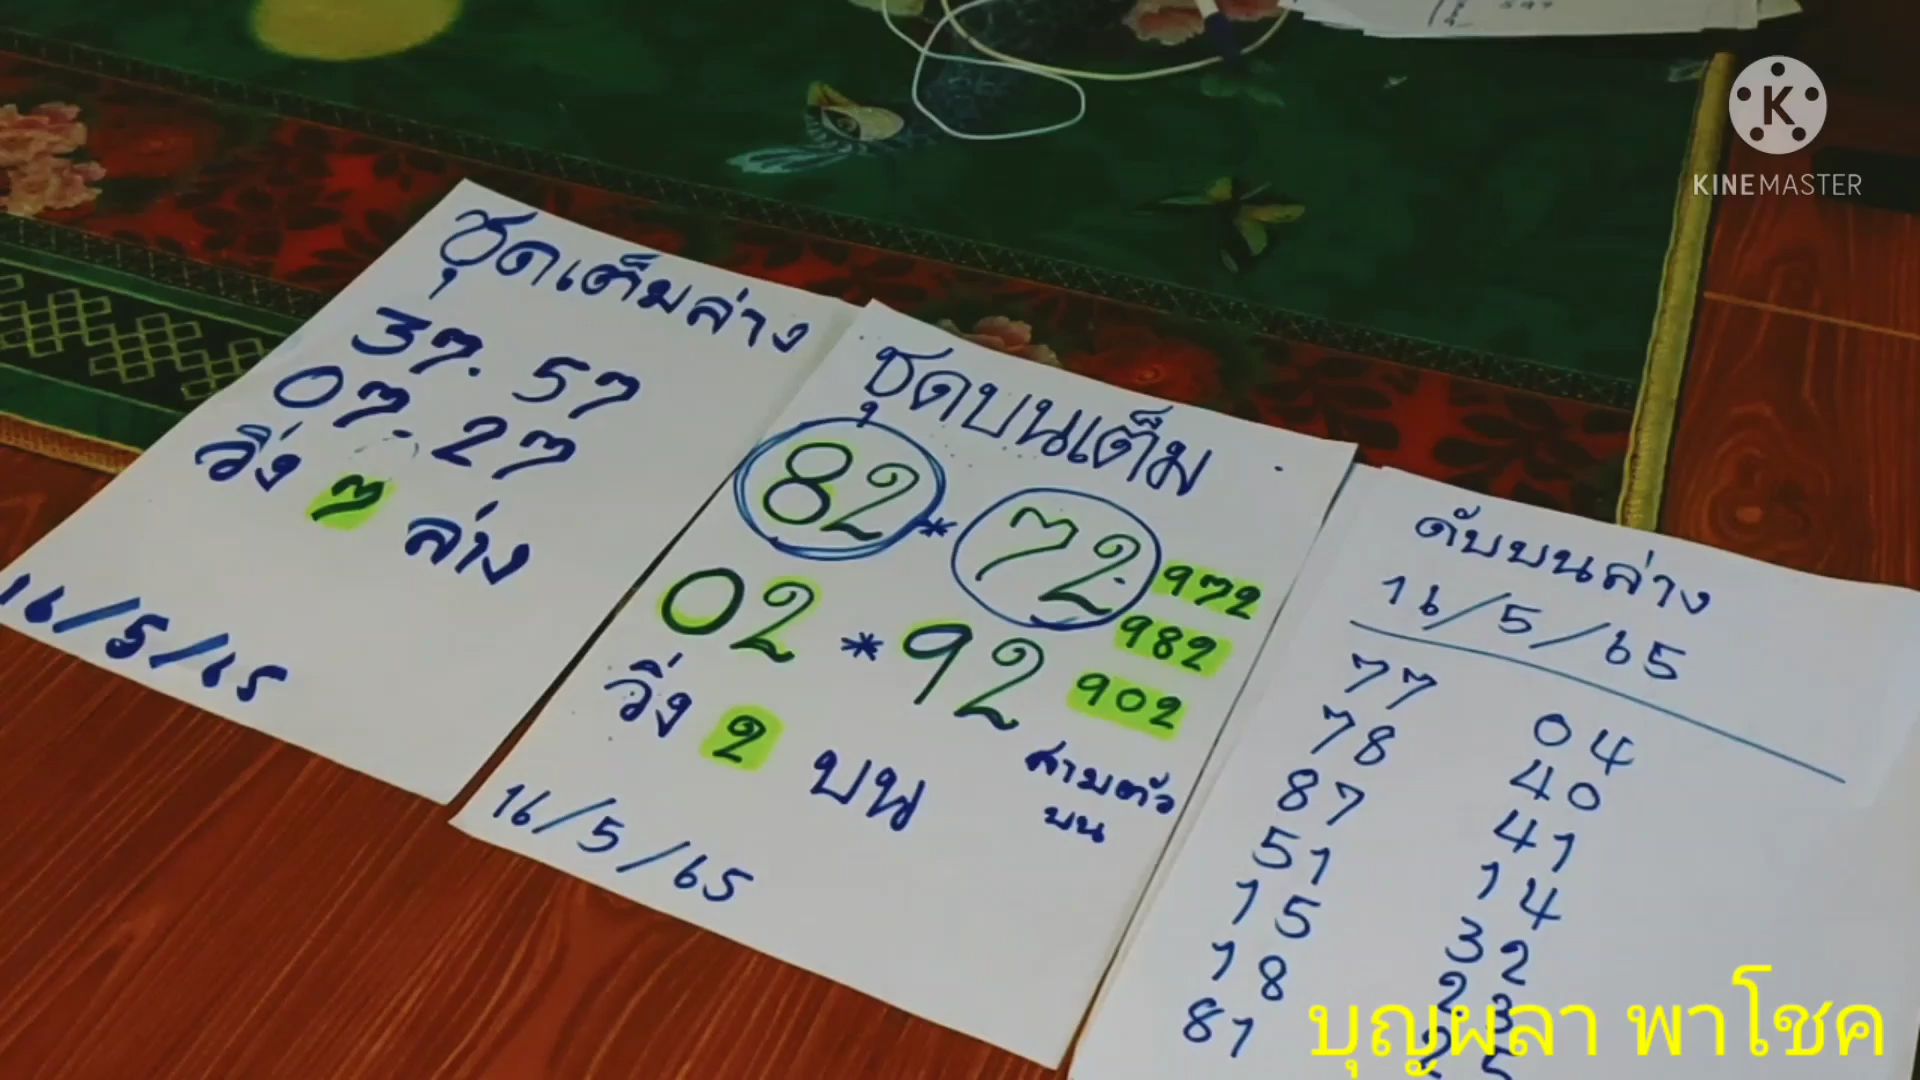 ชุดเต็มล่าง
37. 57
07. 27
วิ่ง 7 ล่าง
16/5/65
ชุดบนเต็ม
82 * 72
02 * 92
972
982
902
สามตัว
บน
วิ่ง 2 บน
16/5/65
ดับบนล่าง
16/5/65
77
78
87
51
15
18
81
04
40
41
14
32
23
25
บุญผลา พาโชค
K
KINEMASTER